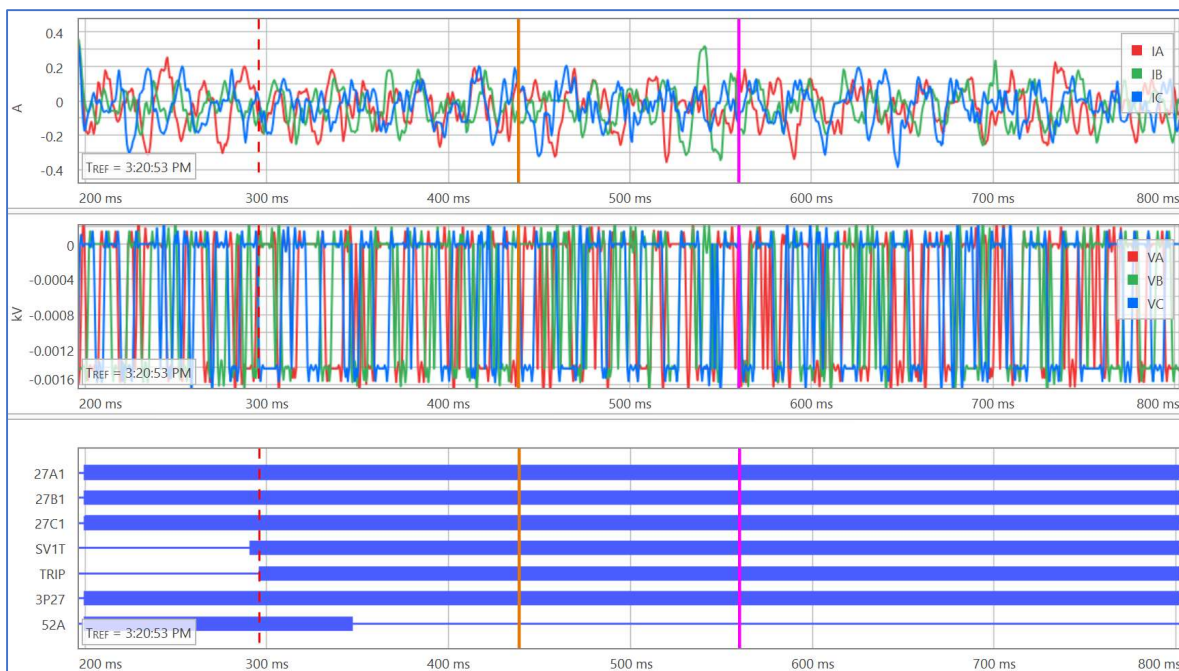 0.4
0.2
0
-0.2
-0.4
A
IA
IB
IC
TREF = 3:20:53 PM
200 ms 300 ms 400 ms 500 ms 600 ms 700 ms 800 ms
0
-0.0004
-0.0008
-0.0012
-0.0016
kV
VA
VB
VC
TREF = 3:20:53 PM
200 ms 300 ms 400 ms 500 ms 600 ms 700 ms 800 ms
27A1
27B1
27C1
SV1T
TRIP
3P27
52A
TREF = 3:20:53 PM
200 ms 300 ms 400 ms 500 ms 600 ms 700 ms 800 ms